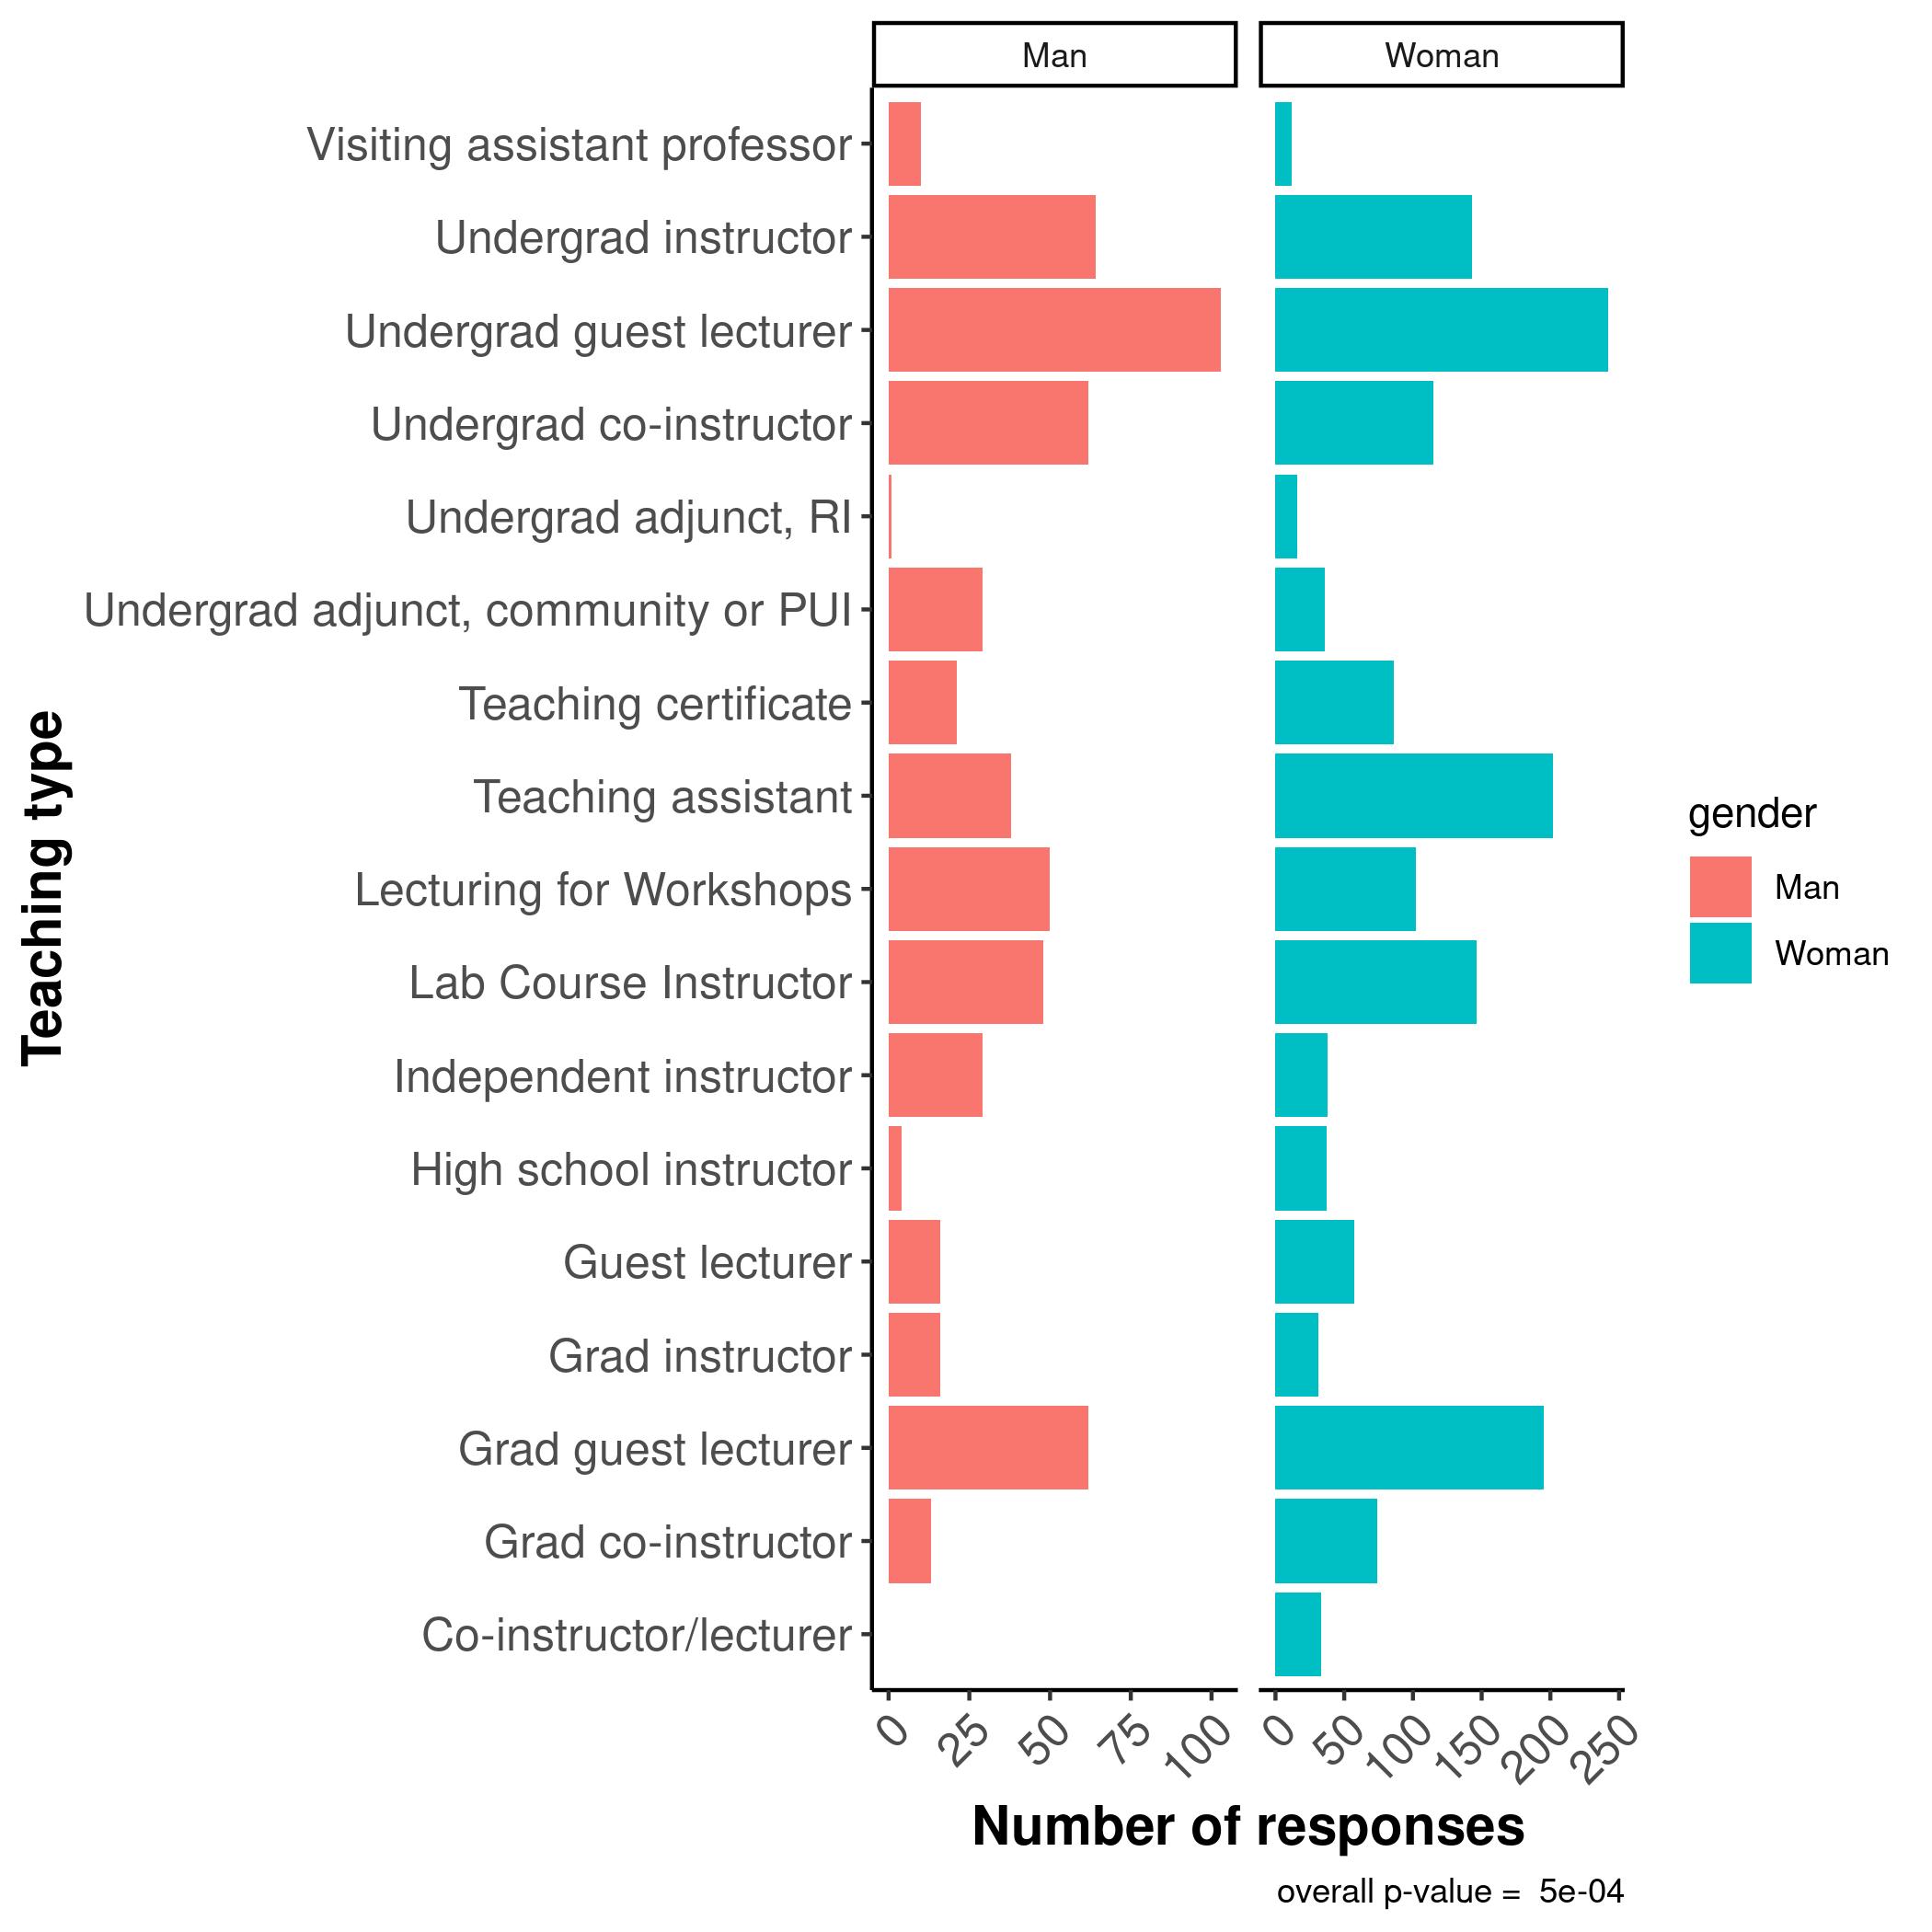 Man
Woman
Visiting assistant professor
Undergrad instructor
Undergrad guest lecturer
Undergrad co-instructor
Undergrad adjunct, RI
Undergrad adjunct, community or PUI
Teaching certificate
Teaching assistant
Lecturing for Workshops
Lab Course Instructor
Independent instructor
High school instructor
Guest lecturer
Grad instructor
Grad guest lecturer
Grad co-instructor
Co-instructor/lecturer
Teaching type
0 25 50 75 100
0 50 100 150 200 250
Number of responses
overall p-value = 5e-04
gender
Man
Woman